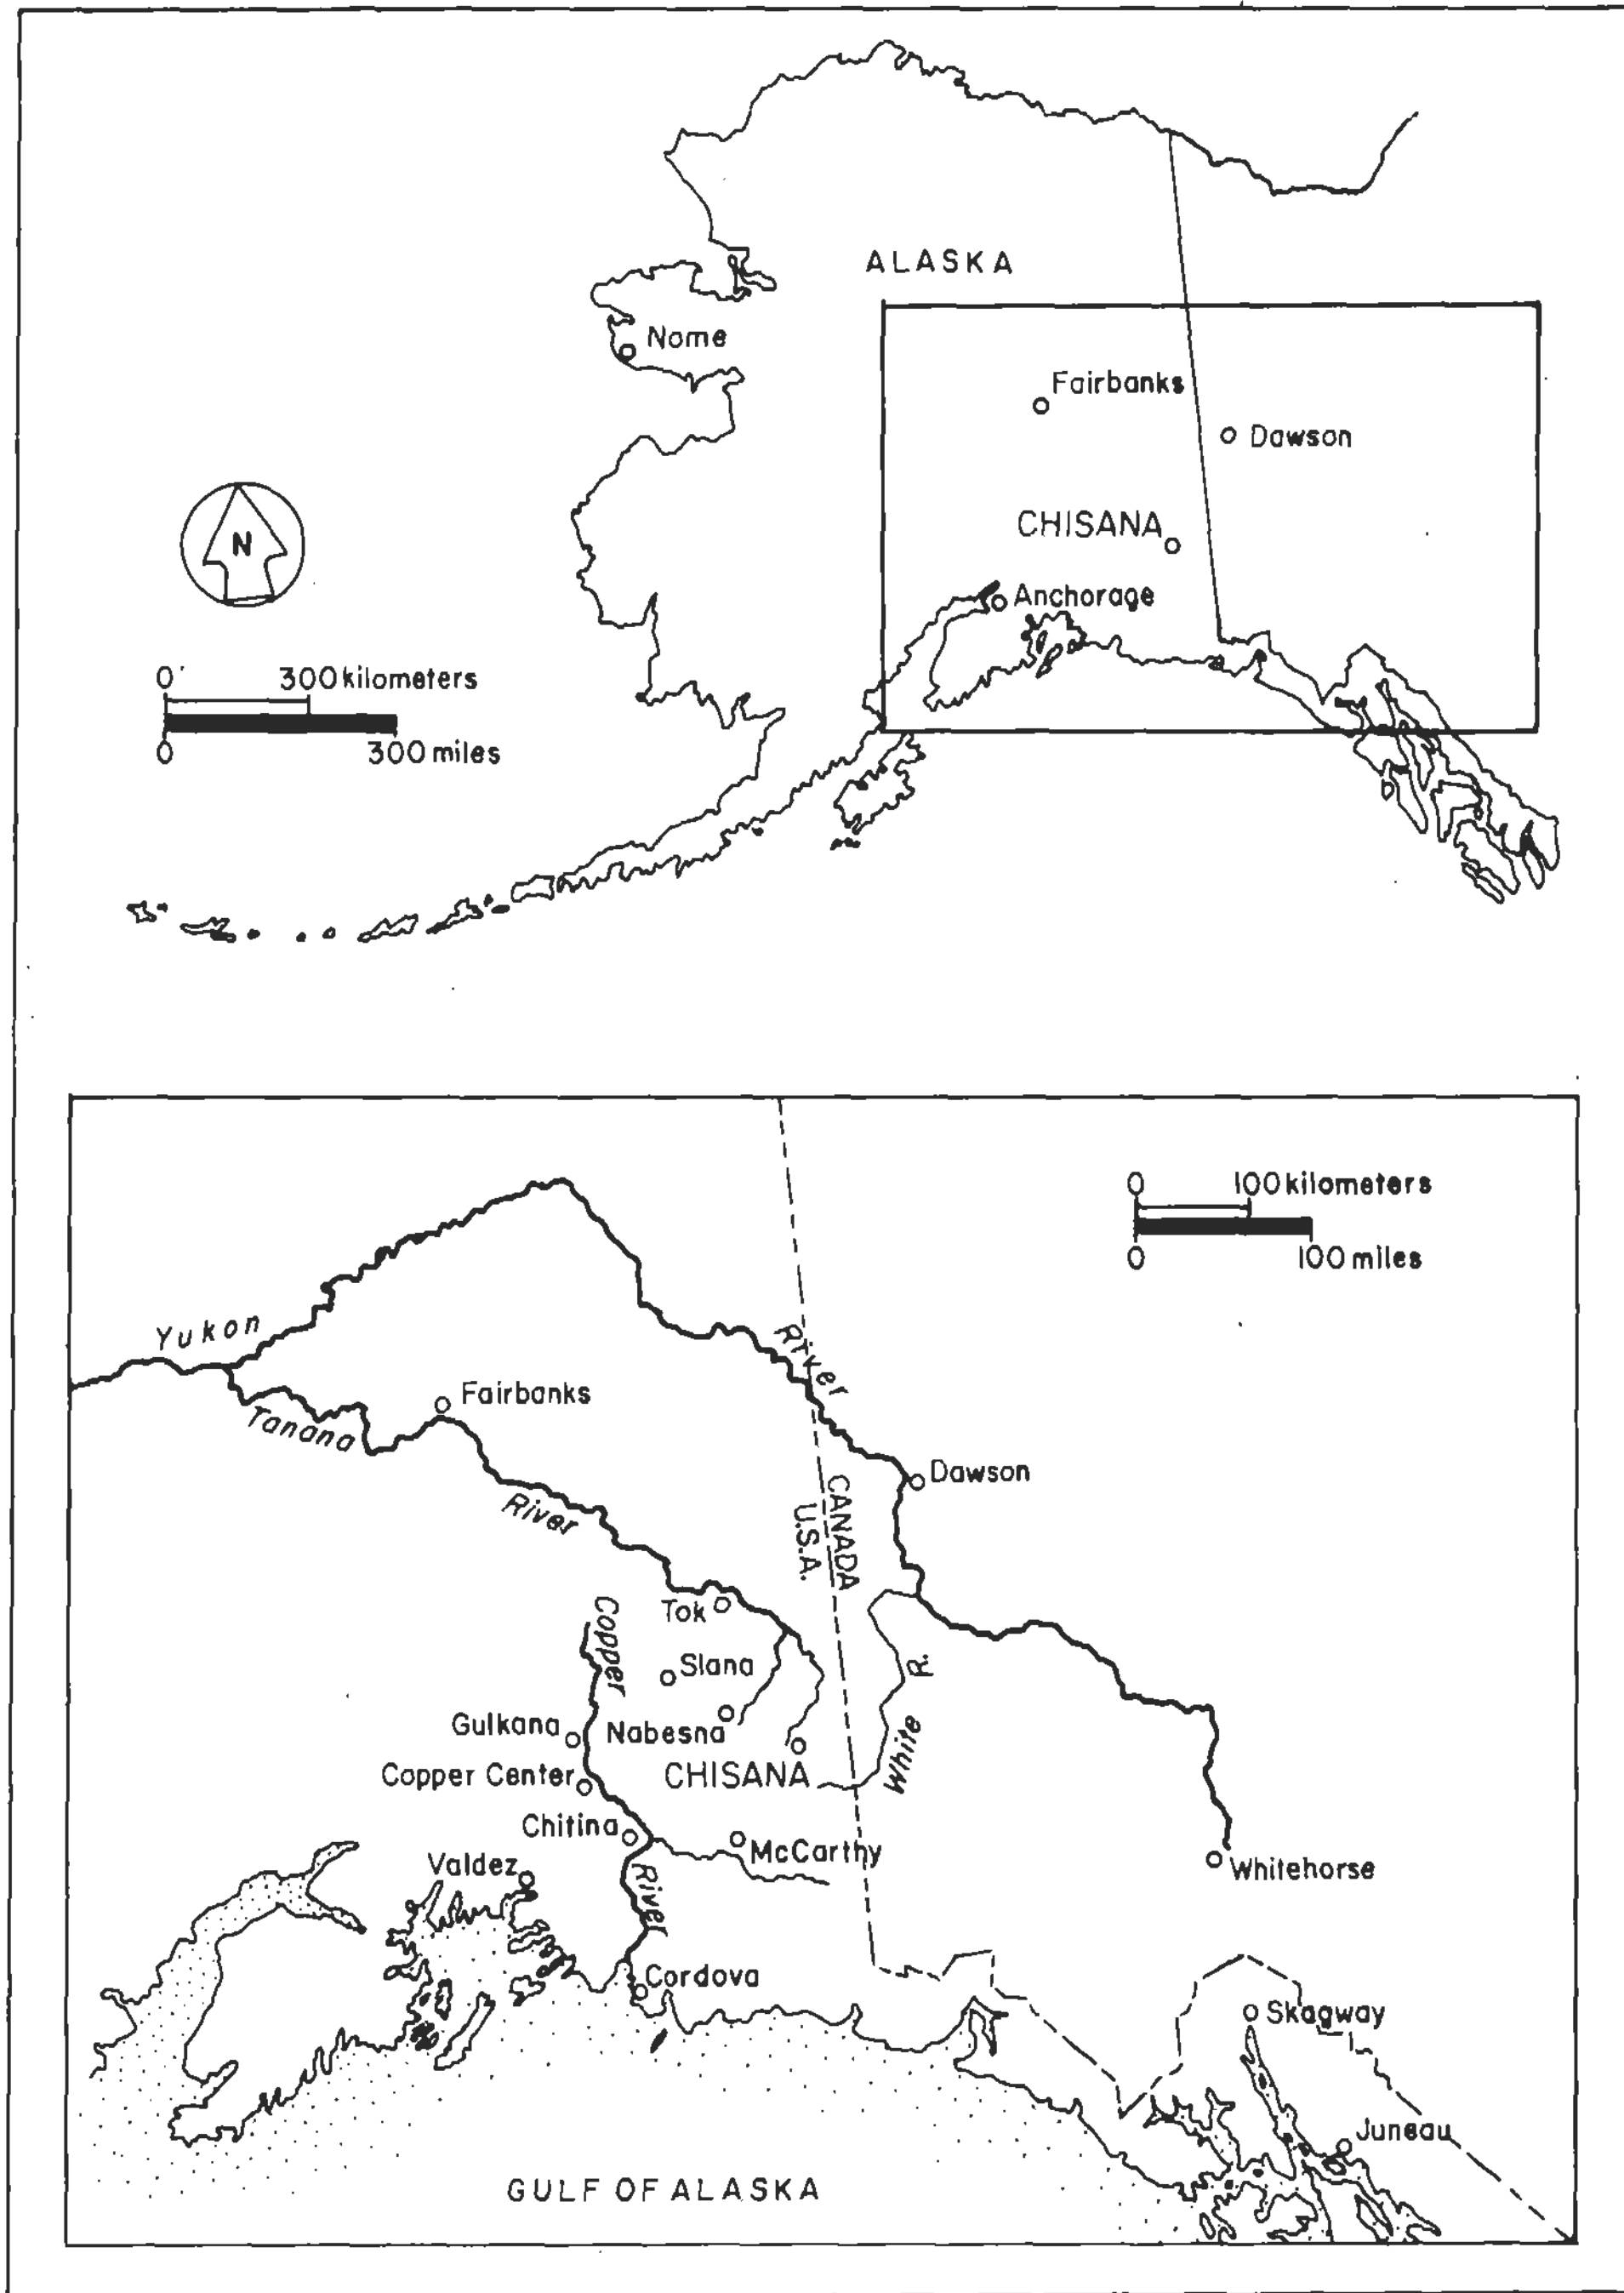 ALASKA
Nome
Fairbanks
Dawson
CHISANA
N
Anchorage
0 300 kilometers
0 300 miles
0 100 kilometers
0 100 miles
Yukon River
Fairbanks
Tanana River
Dawson
CANADA
U.S.A.
Tok
Copper River
Slana
White R.
Gulkana
Nabesna
Copper Center
CHISANA
Chitina
McCarthy
Valdez
Whitehorse
Cordova
Skagway
Juneau
GULF OF ALASKA